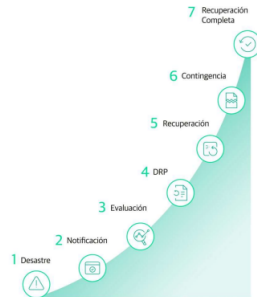 7 Recuperación
Completa
6 Contingencia
5 Recuperación
4 DRP
3 Evaluación
2 Notificación
1 Desastre